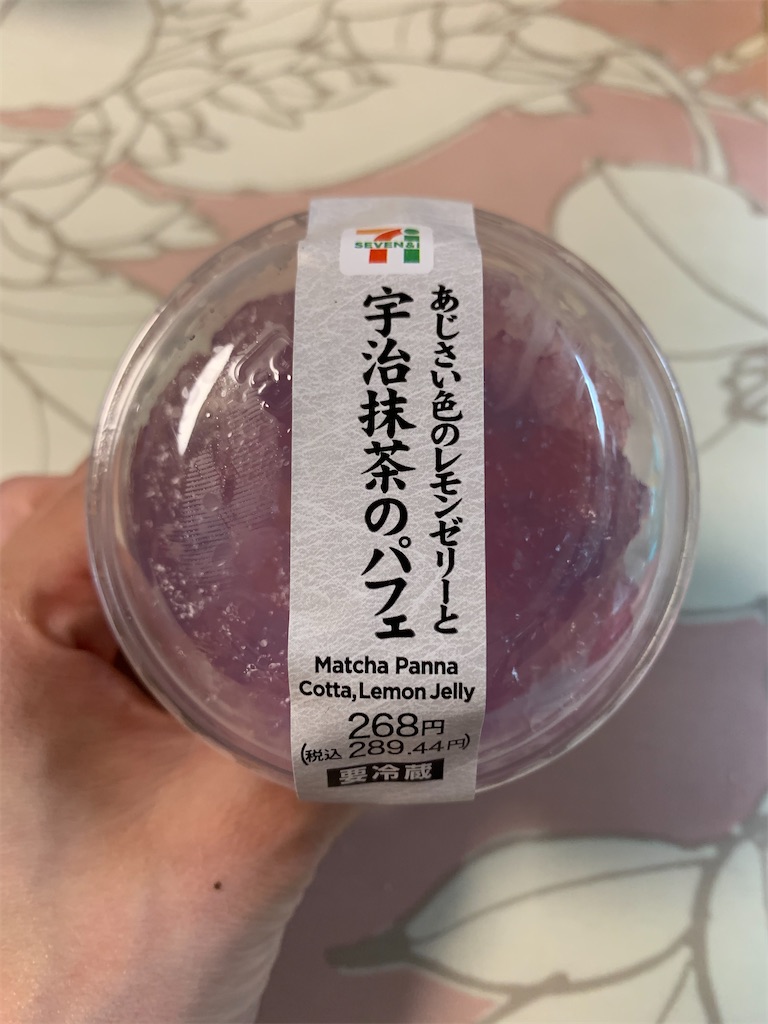 SEVEN&i
あじさい色のレモンゼリーと
宇治抹茶のパフェ
Matcha Panna
Cotta, Lemon Jelly
268円
(税込 289.44円)
要冷蔵